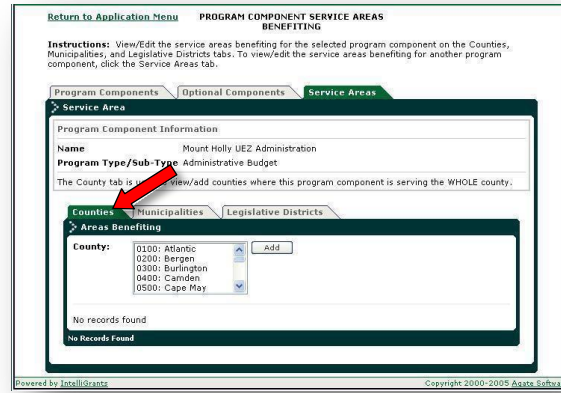 Return to Application Menu PROGRAM COMPONENT SERVICE AREAS
BENEFITING
Instructions: View/Edit the service areas benefiting for the selected program component on the Counties,
Municipalities, and Legislative Districts tabs. To view/edit the service areas benefiting for another program
component, click the Service Areas tab.
Program Components Optional Components Service Areas
Service Area
Program Component Information
Name Mount Holly UEZ Administration
Program Type/Sub-Type Administrative Budget
The County tab is view/add counties where this program component is serving the WHOLE county.
Counties Municipalities Legislative Districts
Areas Benefiting
County: 0100: Atlantic Add
0200: Bergen
0300: Burlington
0400: Camden
0500: Cape May
No records found
No Records Found
Powered by IntelliGrants Copyright 2000-2005 Agate